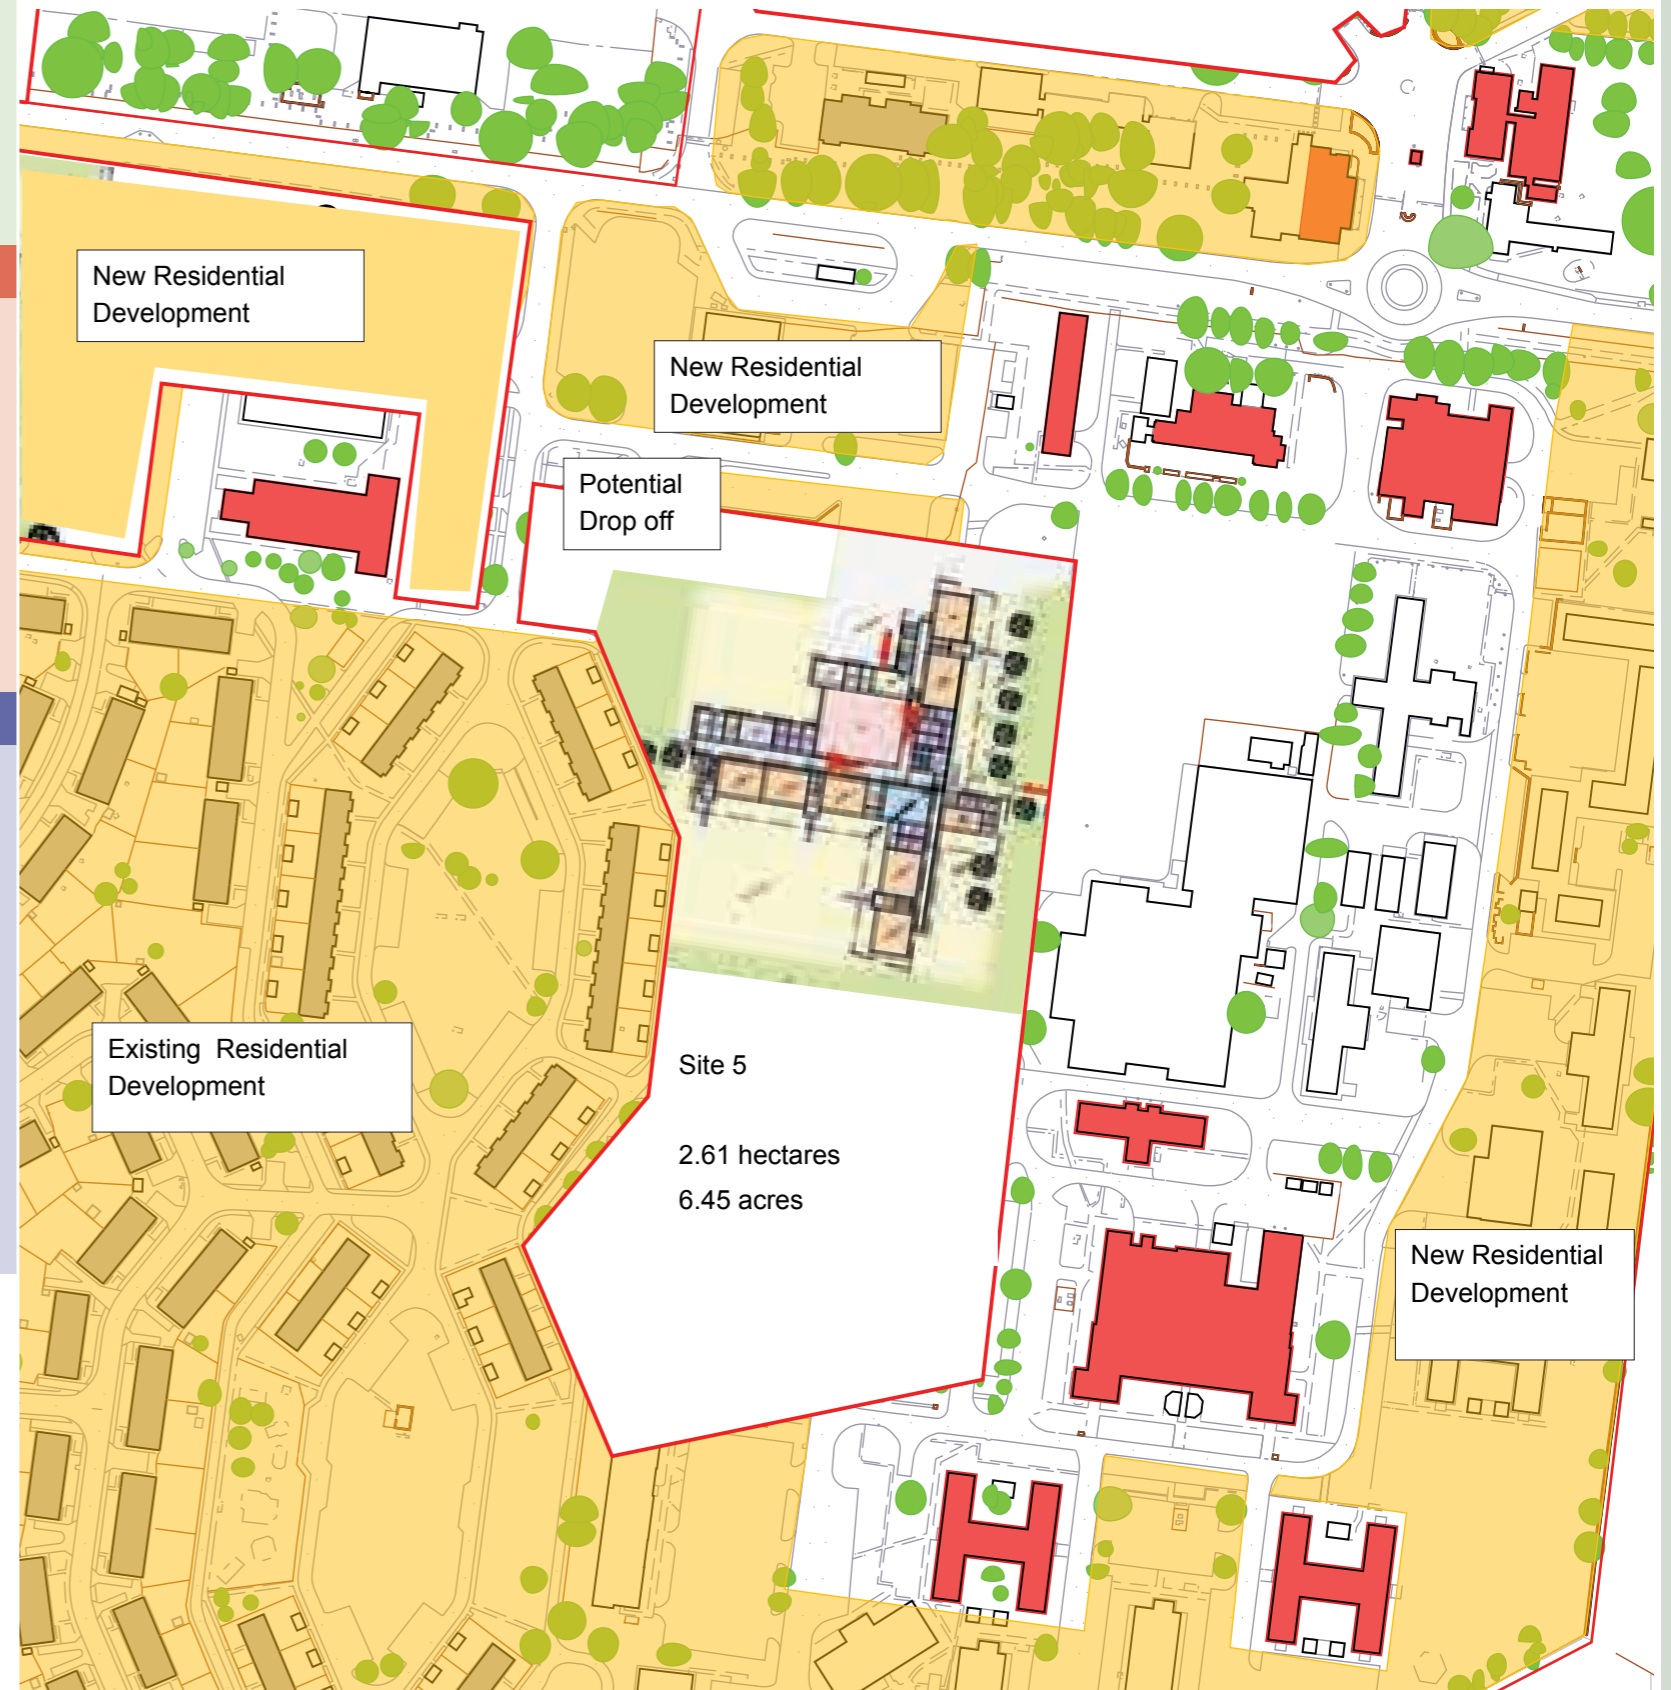 New Residential
Development
New Residential
Development
Potential
Drop off
Existing Residential
Development
Site 5
2.61 hectares
6.45 acres
New Residential
Development